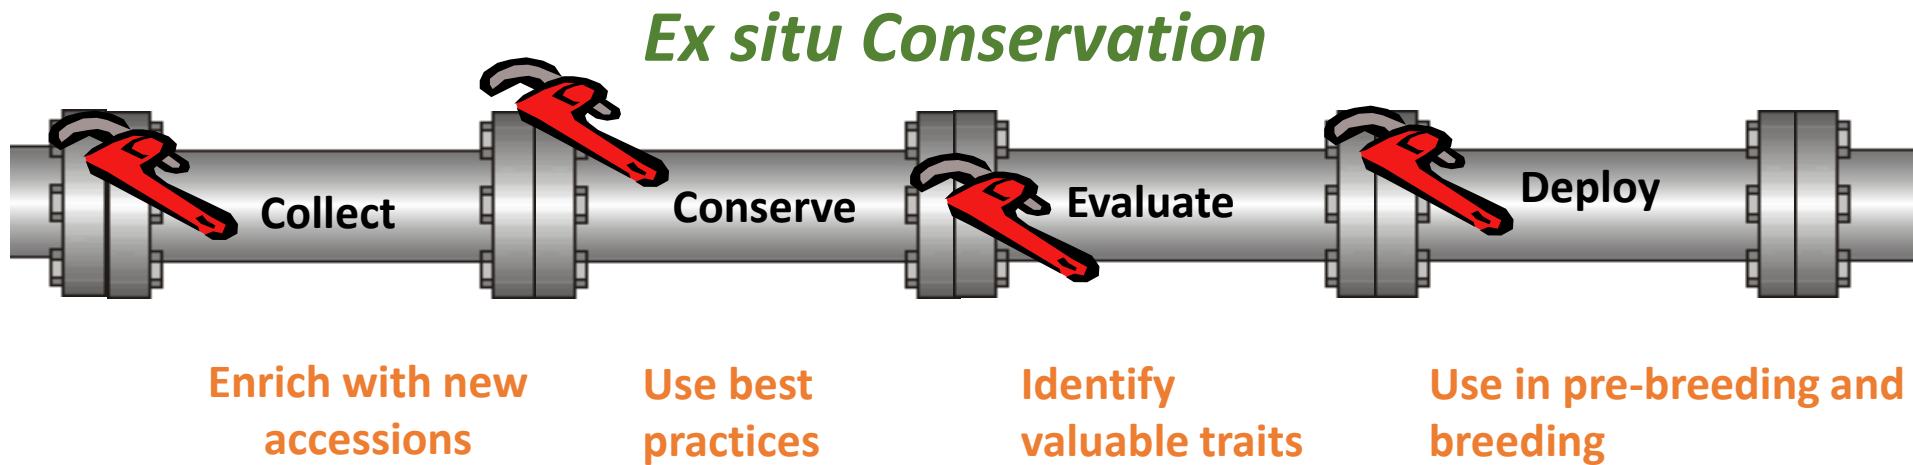 Ex situ Conservation
Collect
Conserve
Evaluate
Deploy
Enrich with new
accessions
Use best
practices
Identify
valuable traits
Use in pre-breeding and
breeding